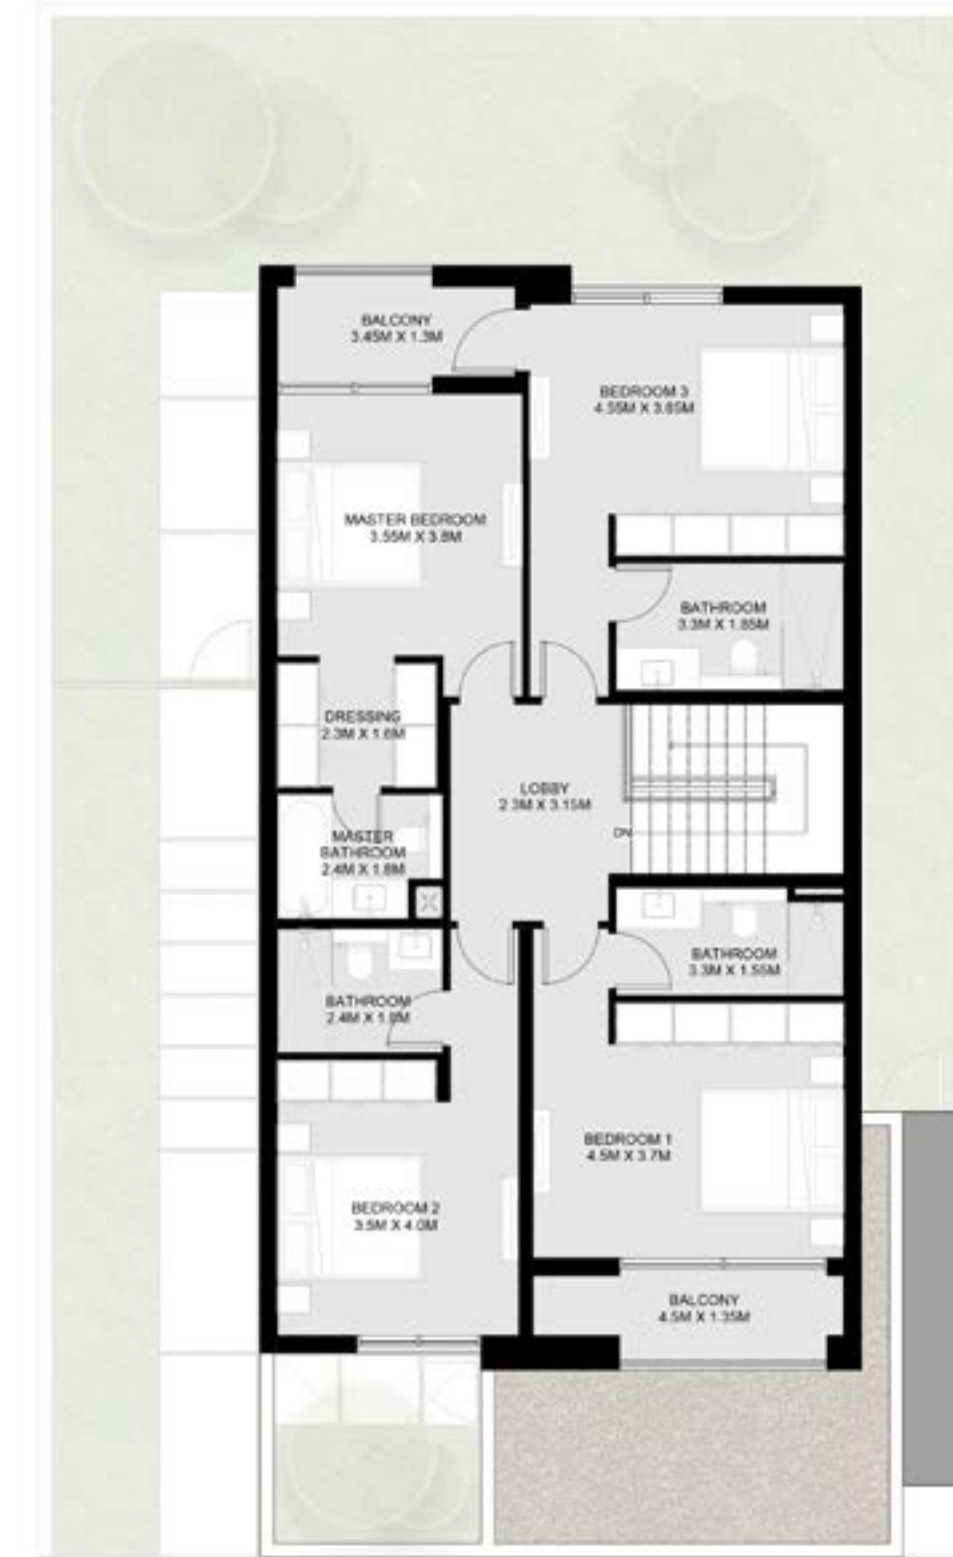 BALCONY
3.45M X 1.3M
BEDROOM 3
4.55M X 3.65M
MASTER BEDROOM
3.55M X 3.8M
BATHROOM
3.3M X 1.85M
DRESSING
2.3M X 1.6M
LOBBY
2.3M X 3.15M
DN
MASTER
BATHROOM
2.4M X 1.8M
BATHROOM
3.3M X 1.55M
BATHROOM
2.4M X 1.8M
BEDROOM 1
4.5M X 3.7M
BEDROOM 2
3.5M X 4.0M
BALCONY
4.5M X 1.35M